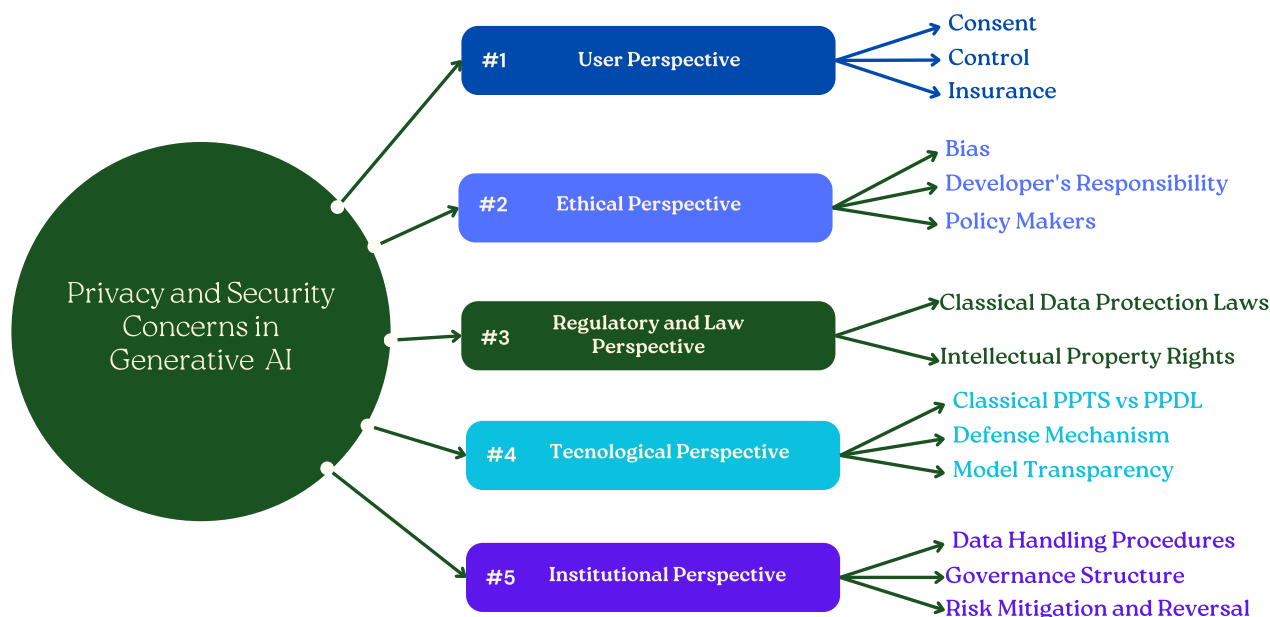 Privacy and Security
Concerns in
Generative AI
#1 User Perspective
Consent
Control
Insurance
#2 Ethical Perspective
Bias
Developer's Responsibility
Policy Makers
#3 Regulatory and Law
Perspective
Classical Data Protection Laws
Intellectual Property Rights
#4 Tecnological Perspective
Classical PPTS vs PPDL
Defense Mechanism
Model Transparency
#5 Institutional Perspective
Data Handling Procedures
Governance Structure
Risk Mitigation and Reversal